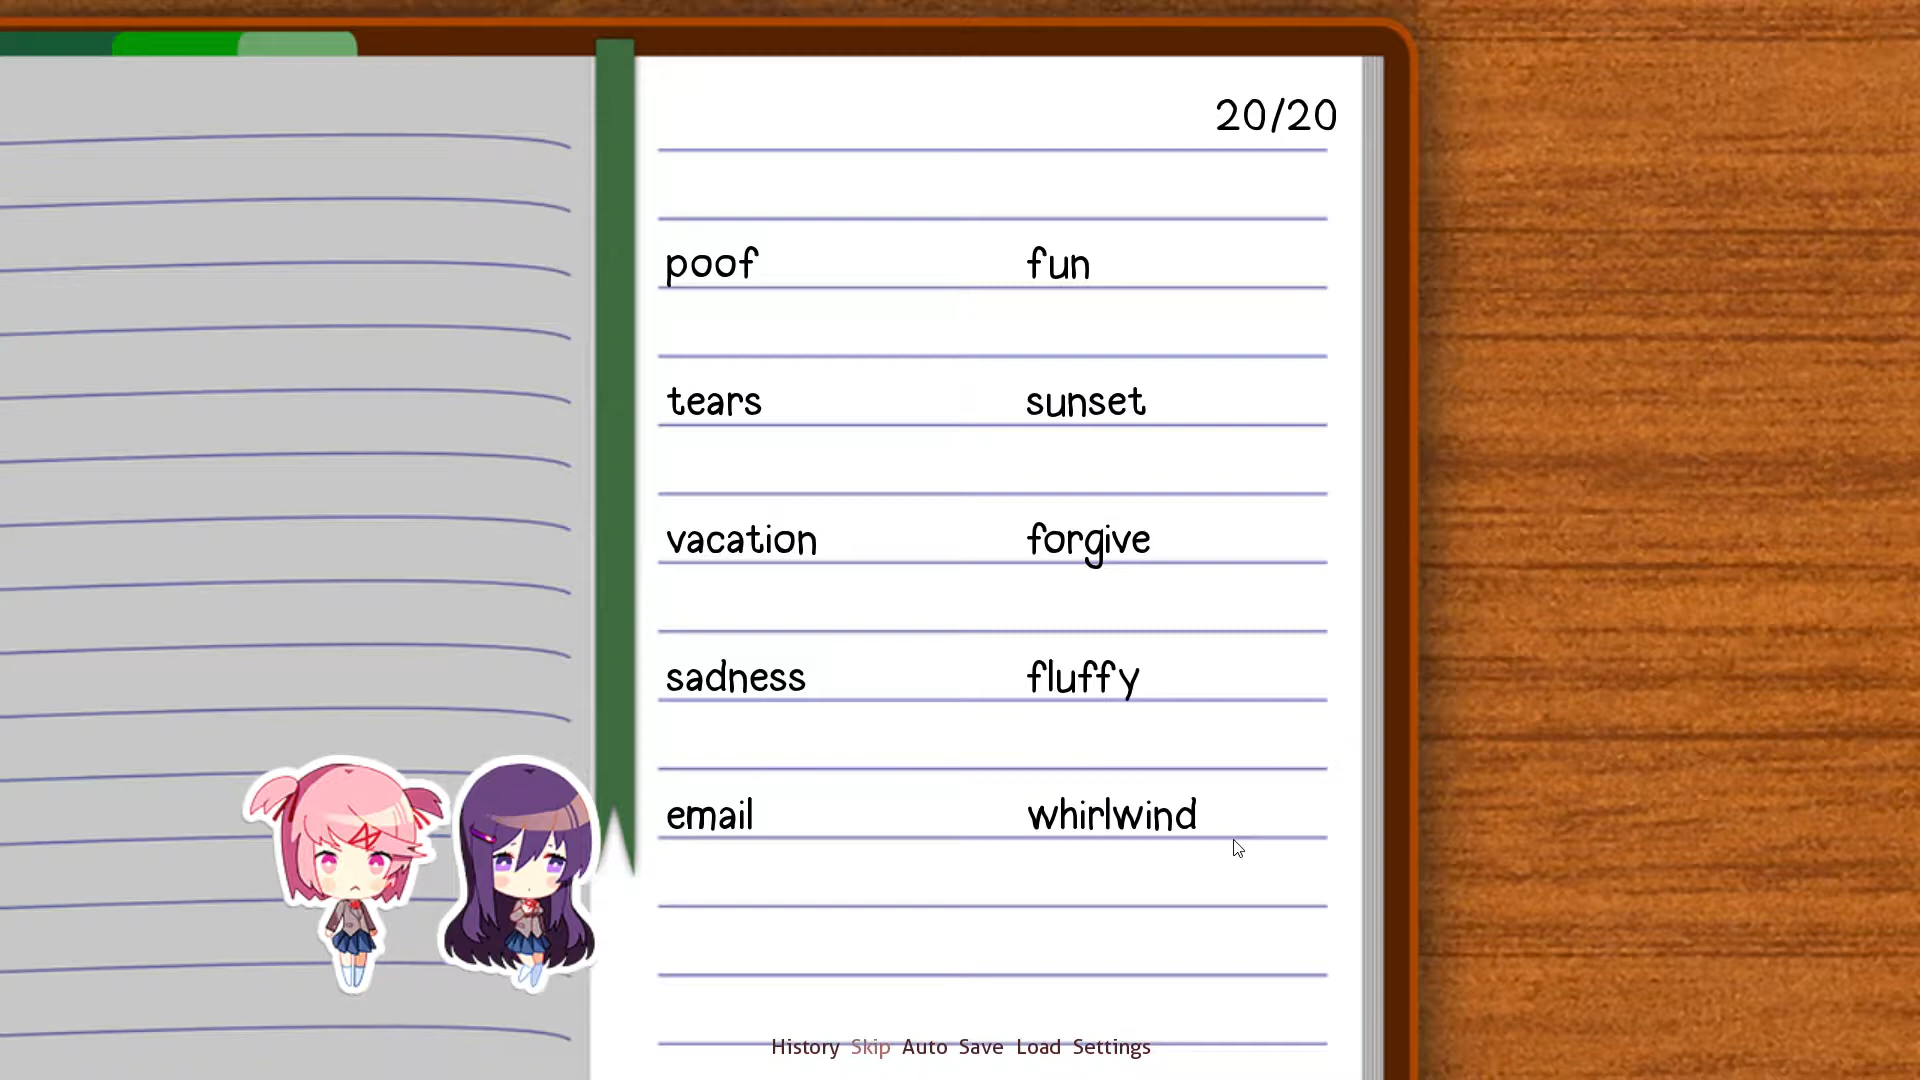 20/20
poof fun
tears sunset
vacation forgive
sadness fluffy
email whirlwind
History Skip Auto Save Load Settings